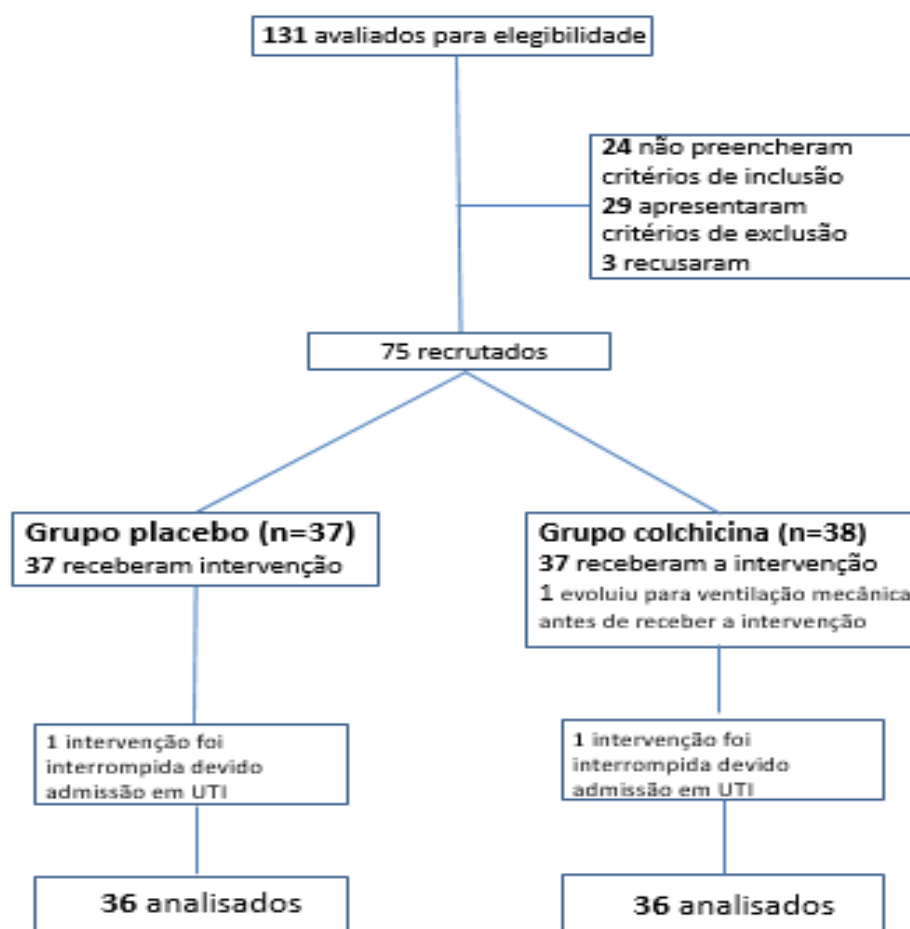 131 avaliados para elegibilidade
24 não preencheram
critérios de inclusão
29 apresentaram
critérios de exclusão
3 recusaram
75 recrutados
Grupo placebo (n=37)
37 receberam intervenção
Grupo colchicina (n=38)
37 receberam a intervenção
1 evoluiu para ventilação mecânica
antes de receber a intervenção
1 intervenção foi
interrompida devido
admissão em UTI
1 intervenção foi
interrompida devido
admissão em UTI
36 analisados
36 analisados